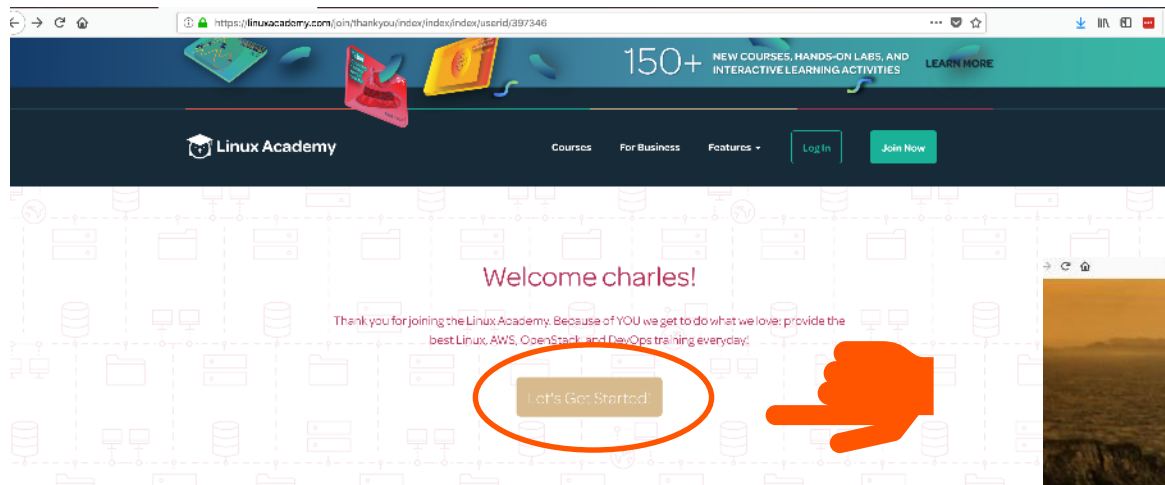 https://linuxacademy.com/join/thankyou/index/index/index/userid/397346
150+ NEW COURSES, HANDS-ON LABS, AND
INTERACTIVE LEARNING ACTIVITIES
LEARN MORE
Linux Academy
Courses
For Business
Features
Log In
Join Now
Welcome charles!
Thank you for joining the Linux Academy. Because of YOU we get to do what we love: provide the
best Linux, AWS, OpenStack, and DevOps training everyday!
Let's Get Started!